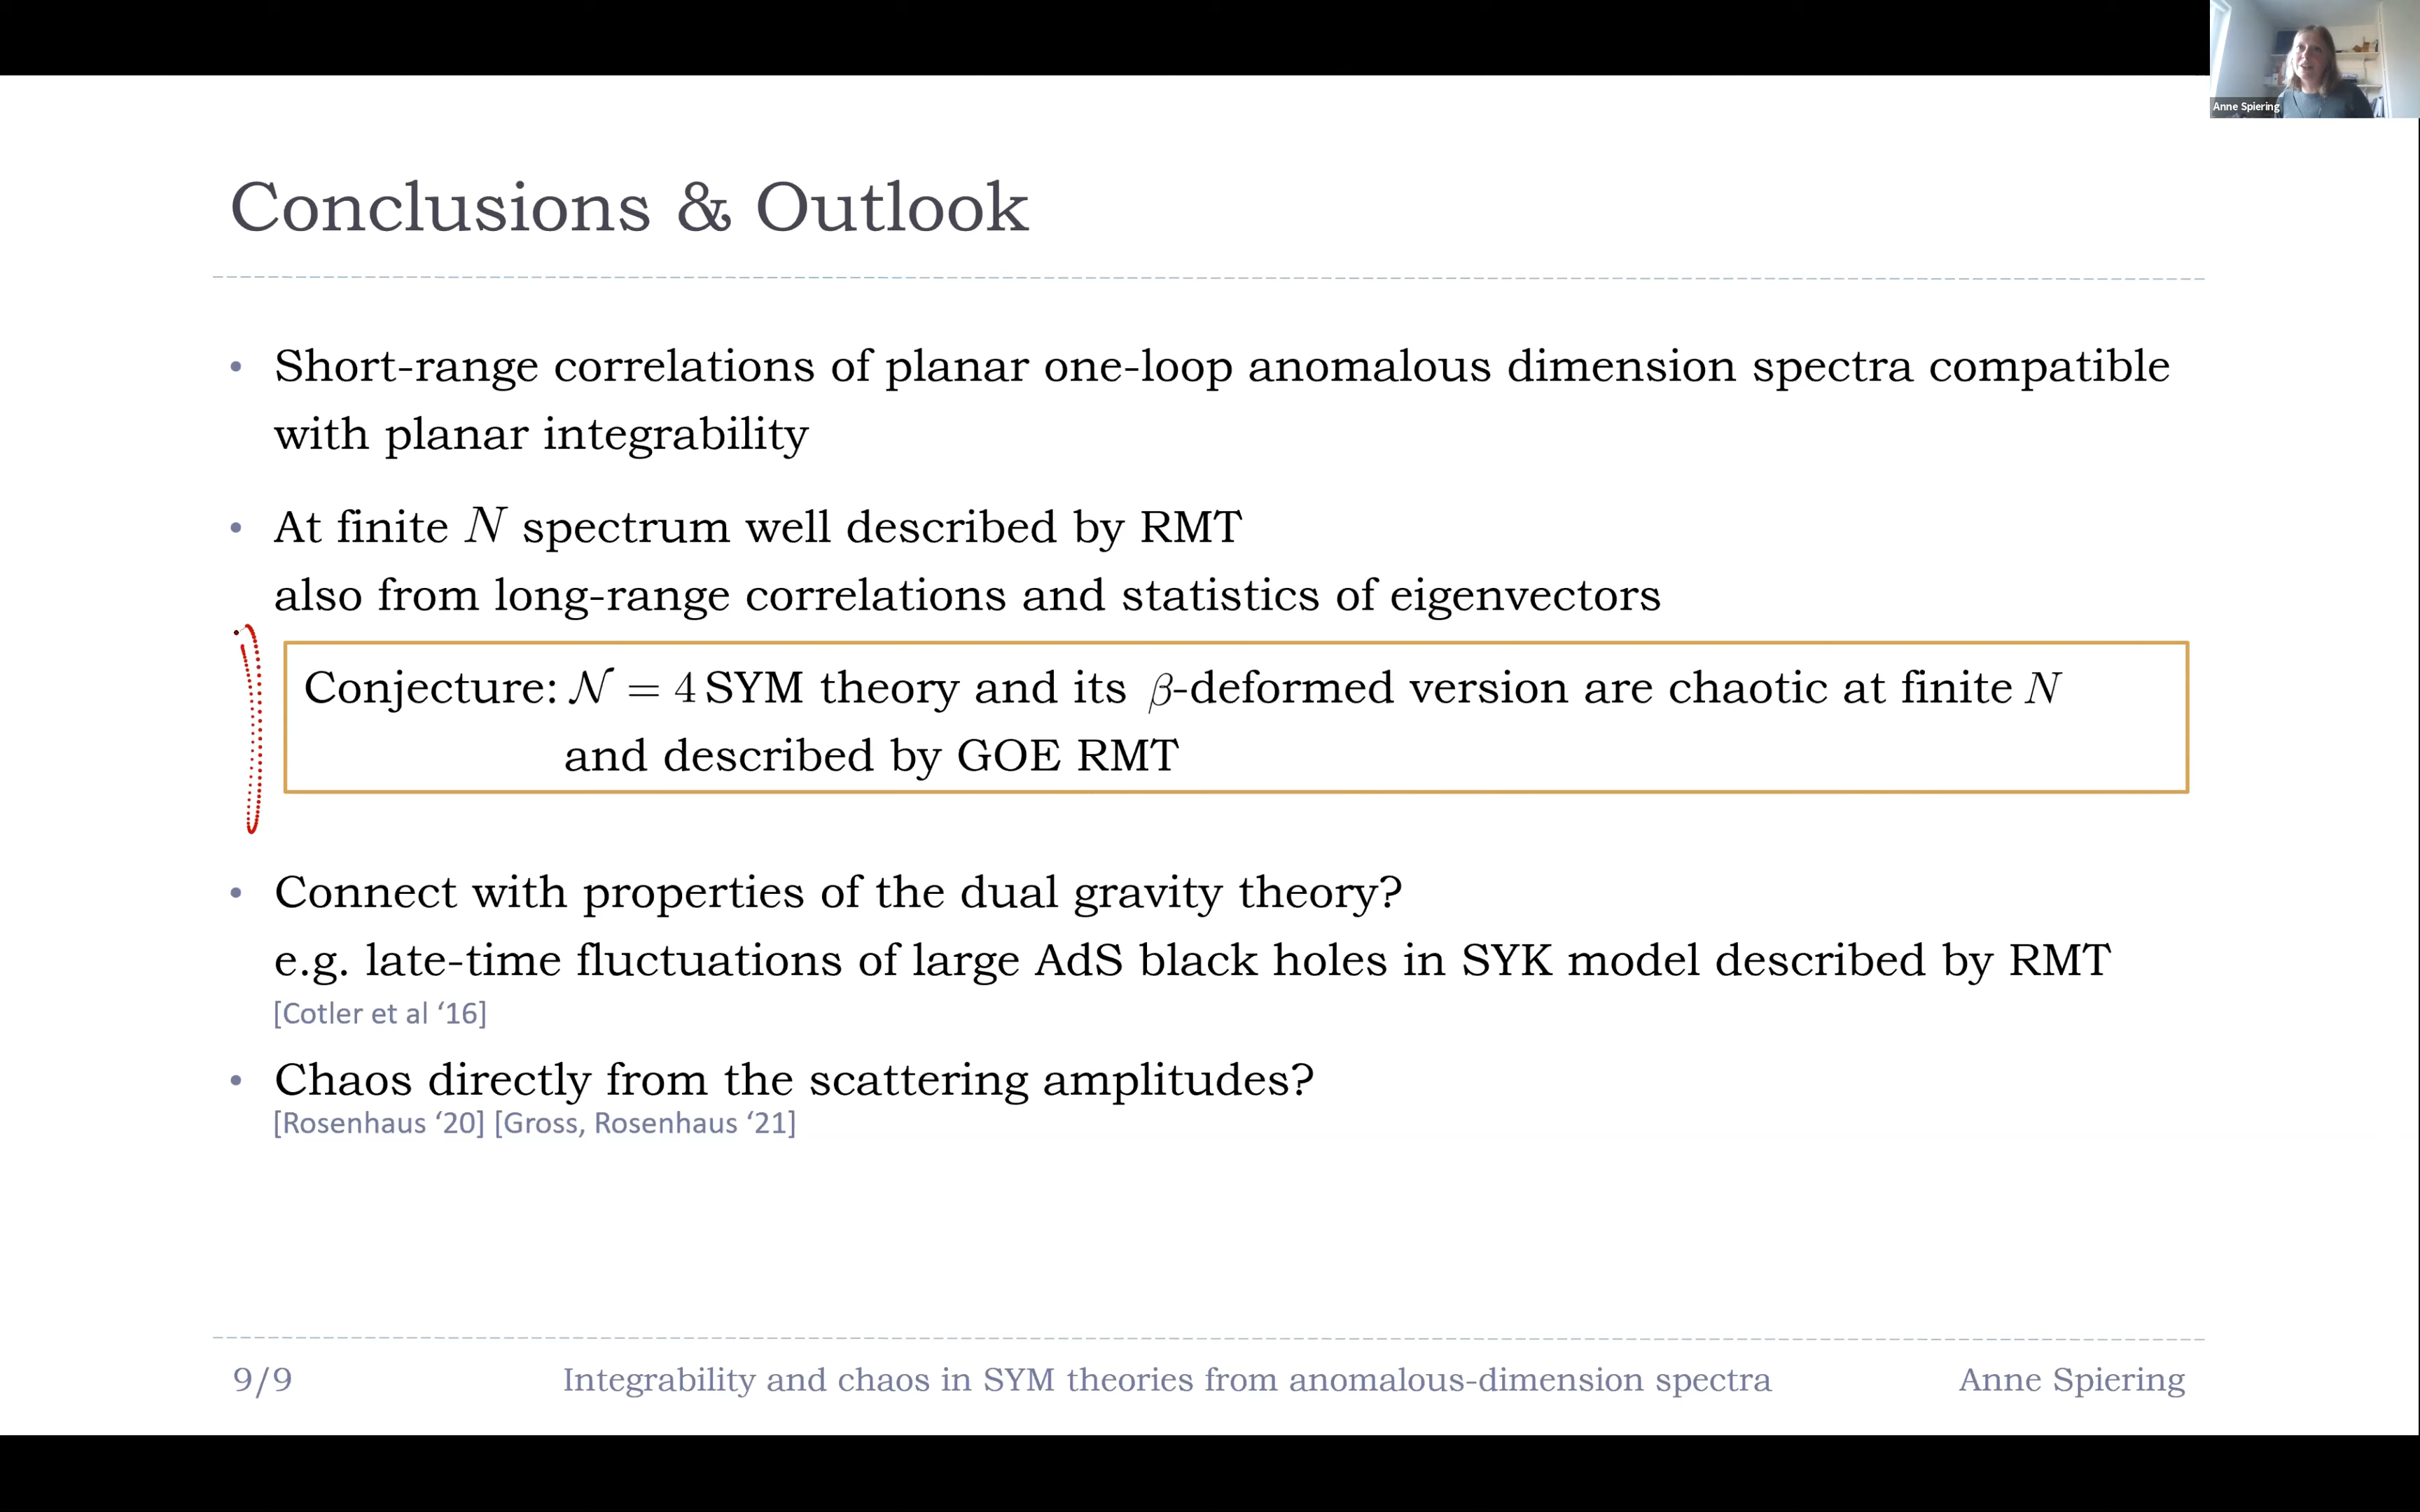 Anne Spiering
Conclusions & Outlook
• Short-range correlations of planar one-loop anomalous dimension spectra compatible
with planar integrability
• At finite N spectrum well described by RMT
also from long-range correlations and statistics of eigenvectors
Conjecture: 𝒩 = 4 SYM theory and its β-deformed version are chaotic at finite N
and described by GOE RMT
• Connect with properties of the dual gravity theory?
e.g. late-time fluctuations of large AdS black holes in SYK model described by RMT
[Cotler et al ‘16]
• Chaos directly from the scattering amplitudes?
[Rosenhaus ‘20] [Gross, Rosenhaus ‘21]
9/9 Integrability and chaos in SYM theories from anomalous-dimension spectra Anne Spiering